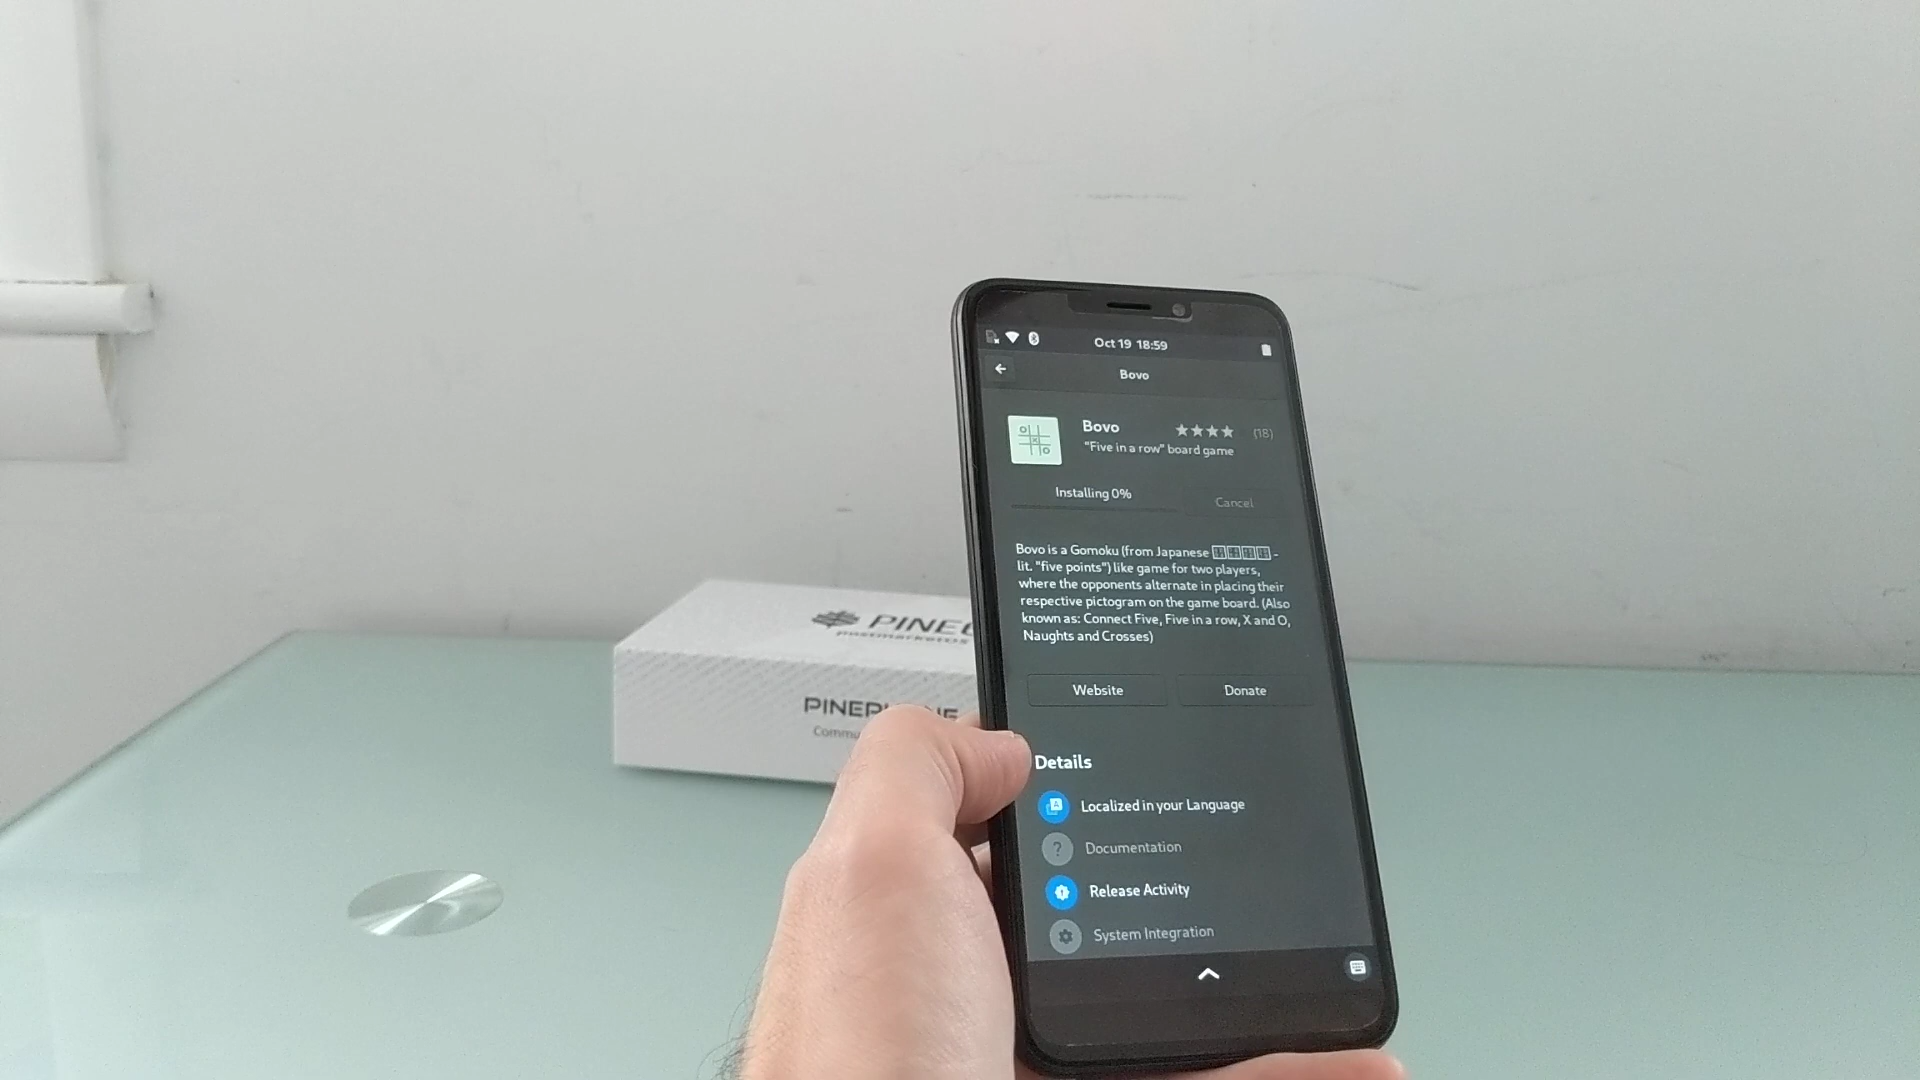 Oct 19 18:59
Bovo
Bovo
(18)
"Five in a row" board game
Installing 0%
Cancel
Bovo is a Gomoku (from Japanese -
lit. "five points") like game for two players,
where the opponents alternate in placing their
respective pictogram on the game board. (Also
known as: Connect Five, Five in a row, X and O,
Naughts and Crosses)
Website
Donate
Details
Localized in your Language
Documentation
Release Activity
System Integration
PINE
postmarketOS
PINEPHONE
Commu